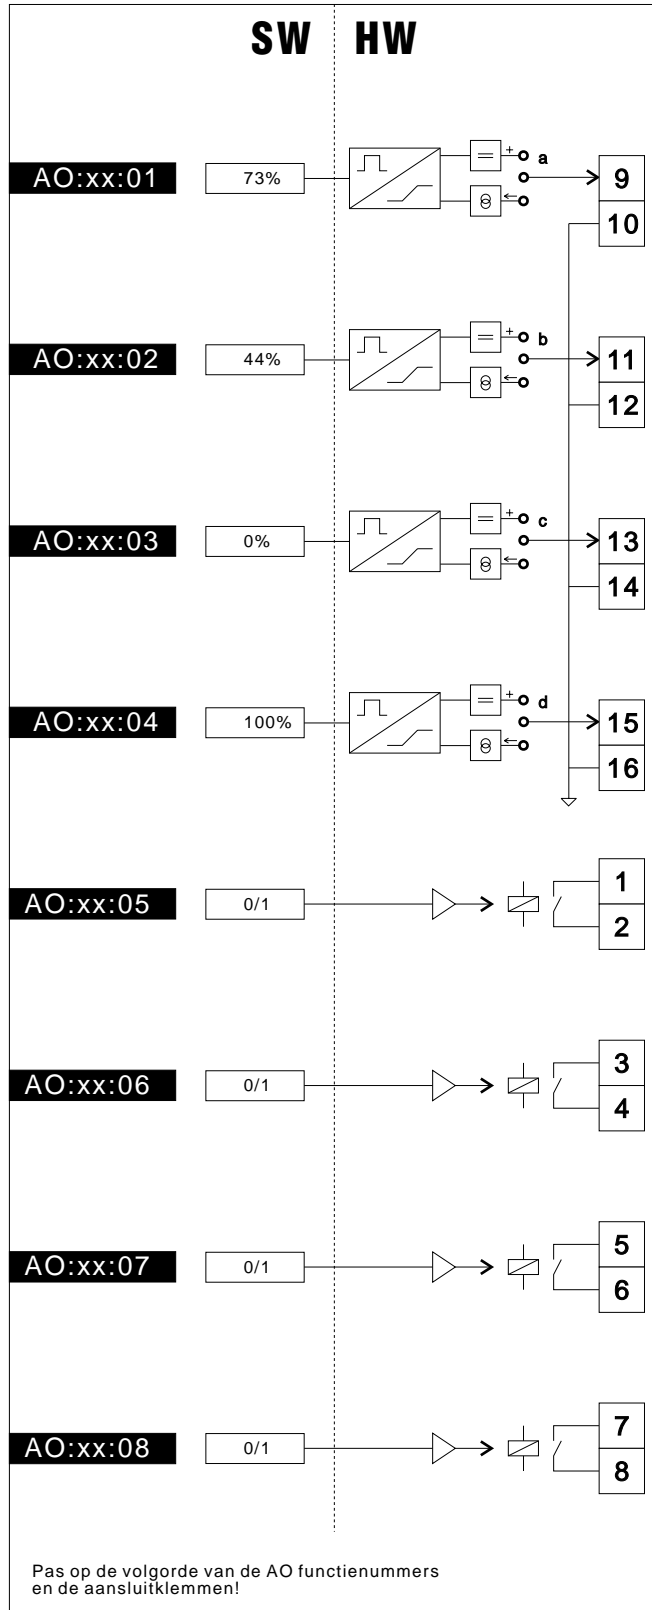 SW HW
AO:xx:01 73% + a 9
10
AO:xx:02 44% + b 11
12
AO:xx:03 0% + c 13
14
AO:xx:04 100% + d 15
16
AO:xx:05 0/1 1
2
AO:xx:06 0/1 3
4
AO:xx:07 0/1 5
6
AO:xx:08 0/1 7
8
Pas op de volgorde van de AO functienummers
en de aansluitklemmen!